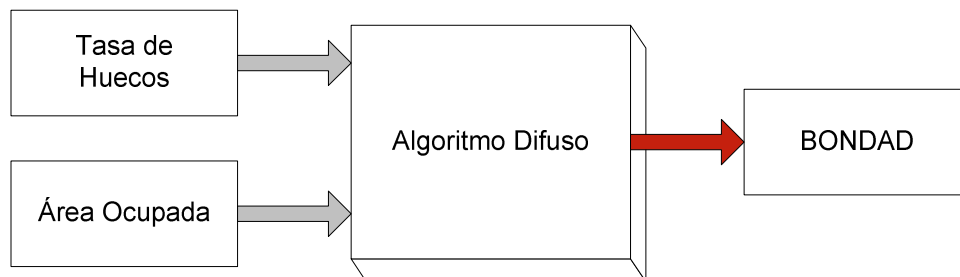 Tasa de
Huecos
Área Ocupada
Algoritmo Difuso
BONDAD